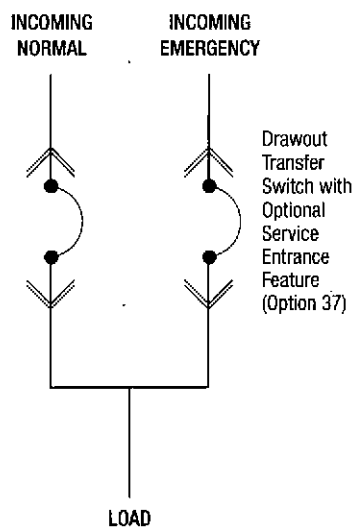 INCOMING
NORMAL
INCOMING
EMERGENCY
Drawout
Transfer
Switch with
Optional
Service
Entrance
Feature
(Option 37)
LOAD